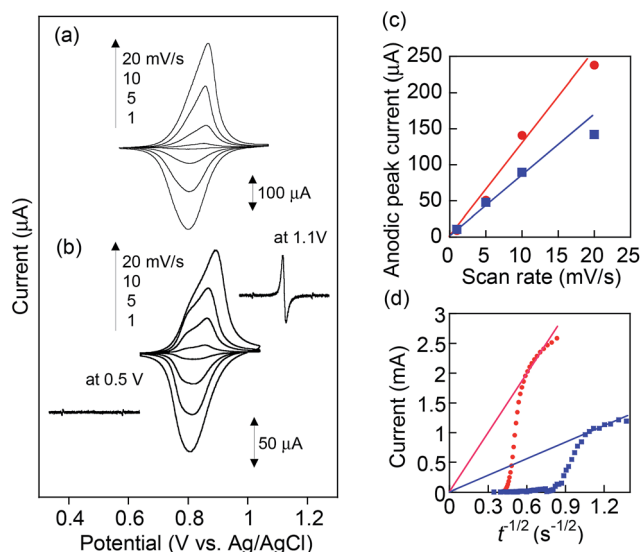 (a)
20 mV/s
10
5
1
100 μA
(b)
20 mV/s
10
5
1
at 1.1V
at 0.5 V
50 μA
Current (μA)
0.4 0.6 0.8 1.0 1.2
Potential (V vs. Ag/AgCl)
(c)
250
200
150
100
50
0
Anodic peak current (μA)
0 5 10 15 20 25
Scan rate (mV/s)
(d)
3
2.5
2
1.5
1
0.5
0
Current (mA)
0 0.3 0.6 0.9 1.2
t⁻¹/² (s⁻¹/²)